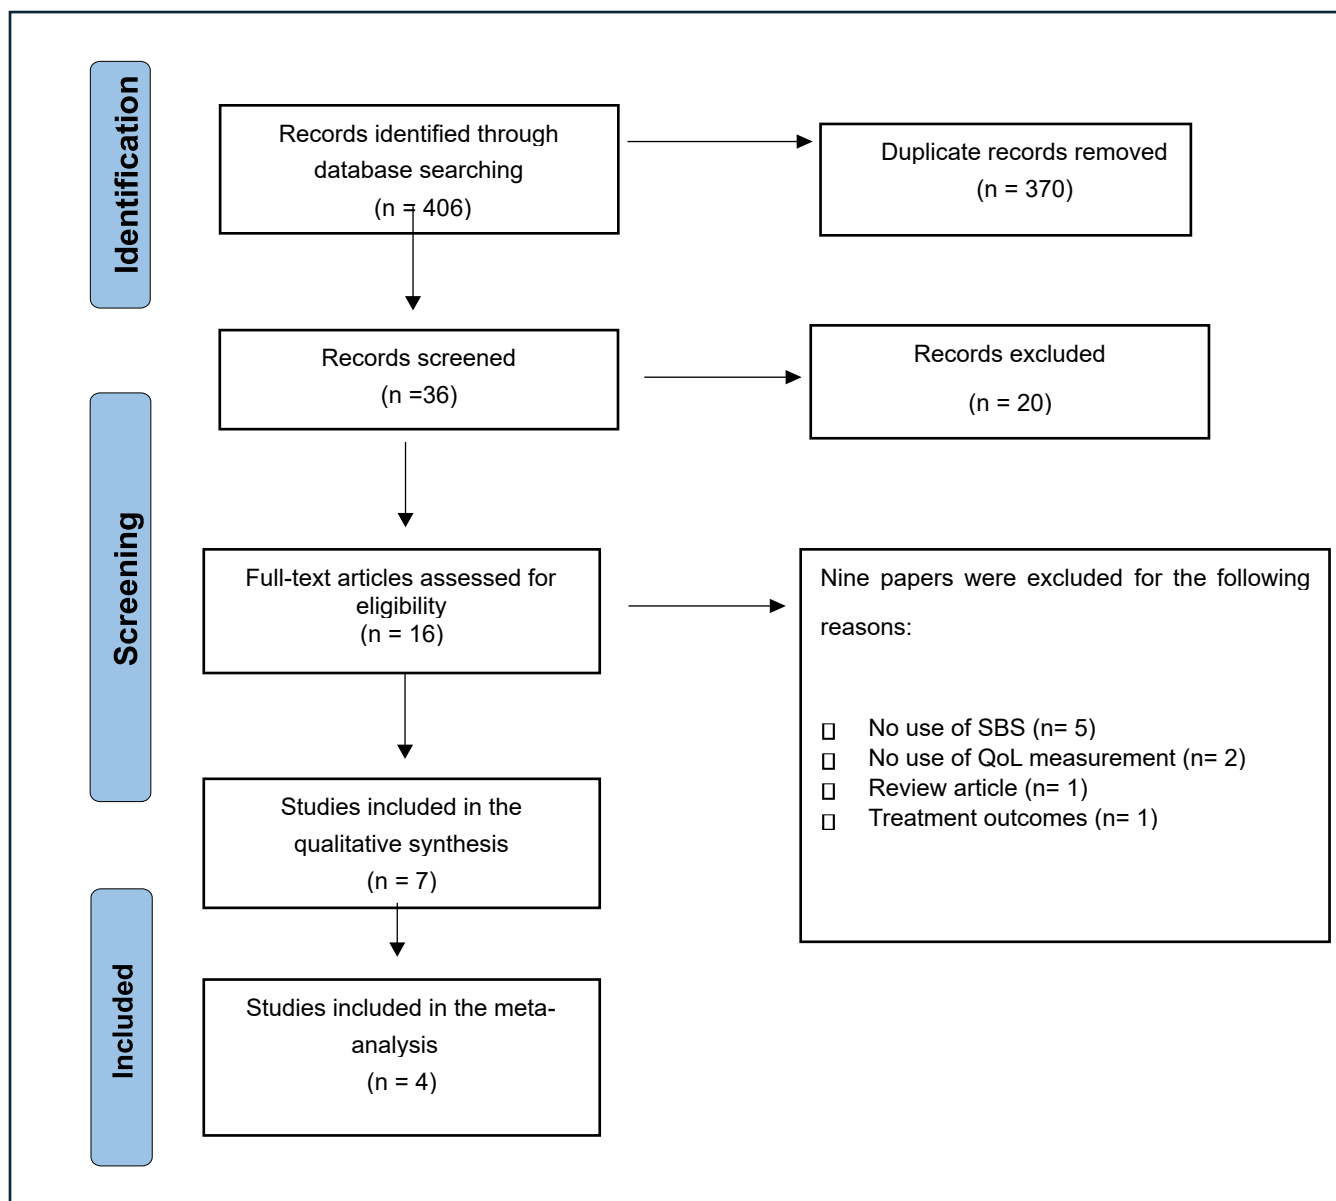 Identification
Records identified through
database searching
(n = 406)
Duplicate records removed
(n = 370)
Records screened
(n =36)
Records excluded
(n = 20)
Screening
Full-text articles assessed for
eligibility
(n = 16)
Nine papers were excluded for the following
reasons:
No use of SBS (n= 5)
No use of QoL measurement (n= 2)
Review article (n= 1)
Treatment outcomes (n= 1)
Studies included in the
qualitative synthesis
(n = 7)
Included
Studies included in the meta-
analysis
(n = 4)